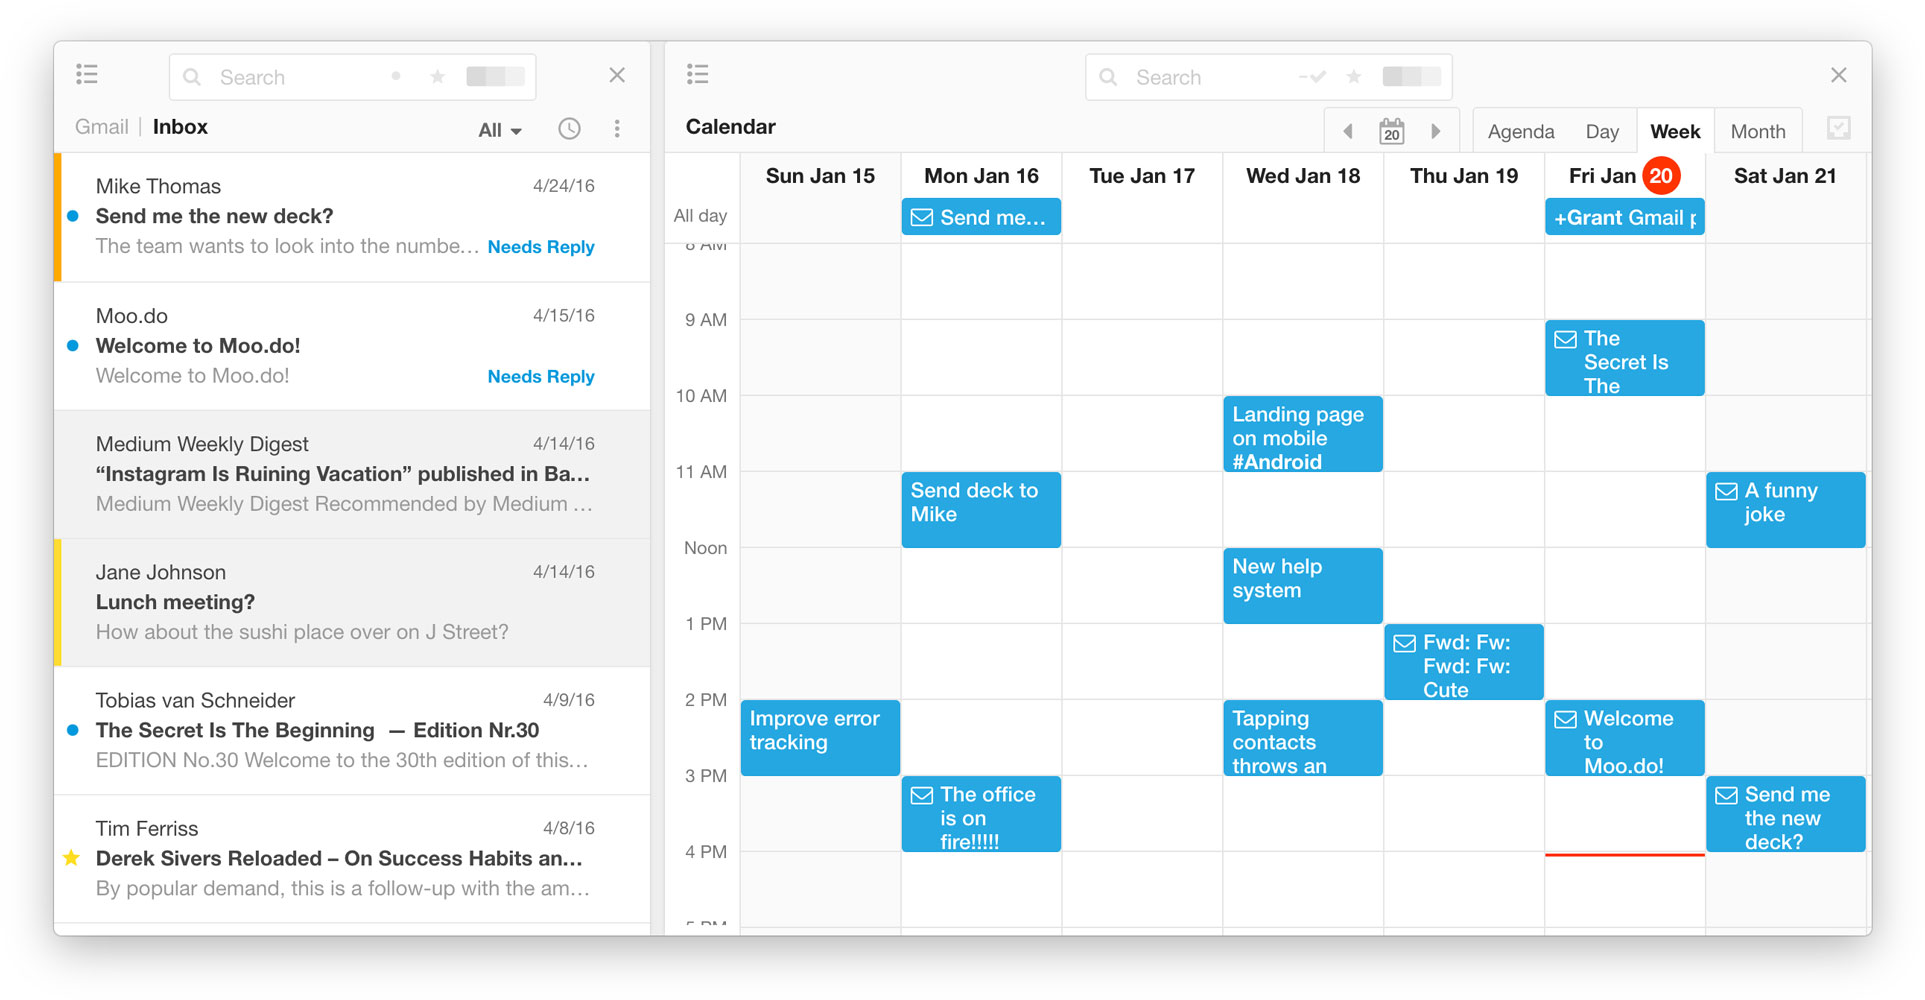 Search
Gmail | Inbox
All
Mike Thomas 4/24/16
Send me the new deck?
The team wants to look into the numbe… Needs Reply
Moo.do 4/15/16
Welcome to Moo.do!
Welcome to Moo.do! Needs Reply
Medium Weekly Digest 4/14/16
“Instagram Is Ruining Vacation” published in Ba…
Medium Weekly Digest Recommended by Medium …
Jane Johnson 4/14/16
Lunch meeting?
How about the sushi place over on J Street?
Tobias van Schneider 4/9/16
The Secret Is The Beginning — Edition Nr.30
EDITION No.30 Welcome to the 30th edition of this…
Tim Ferriss 4/8/16
Derek Sivers Reloaded – On Success Habits an…
By popular demand, this is a follow-up with the am…
Search
Calendar
20
Agenda Day Week Month
Sun Jan 15 Mon Jan 16 Tue Jan 17 Wed Jan 18 Thu Jan 19 Fri Jan 20 Sat Jan 21
All day
Send me…
+Grant Gmail
8 AM
9 AM
The
Secret Is
The
10 AM
Landing page
on mobile
#Android
11 AM
Send deck to
Mike
A funny
joke
Noon
New help
system
1 PM
Fwd: Fw:
Fwd: Fw:
Cute
2 PM
Improve error
tracking
Tapping
contacts
throws an
Welcome
to
Moo.do!
3 PM
The office
is on
fire!!!!!
Send me
the new
deck?
4 PM
5 PM